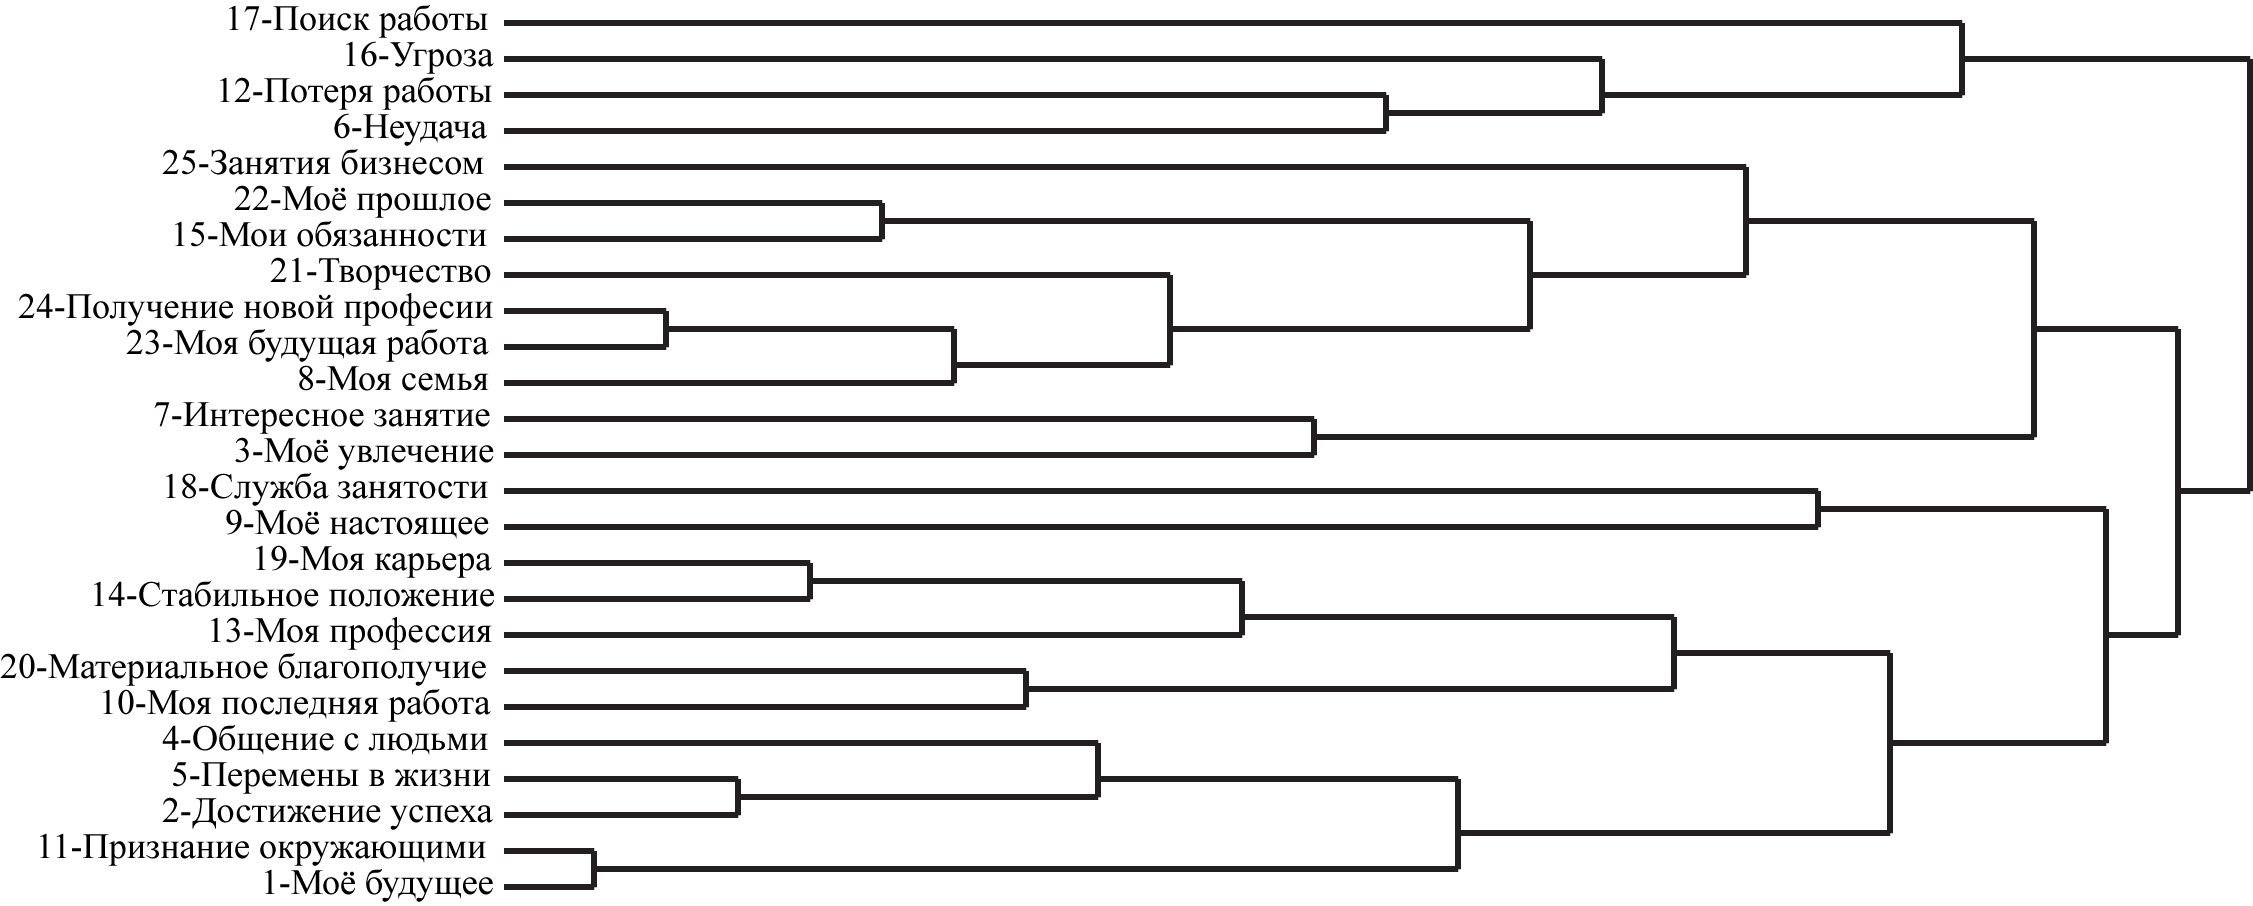 17-Поиск работы
16-Угроза
12-Потеря работы
6-Неудача
25-Занятия бизнесом
22-Моё прошлое
15-Мои обязанности
21-Творчество
24-Получение новой професии
23-Моя будущая работа
8-Моя семья
7-Интересное занятие
3-Моё увлечение
18-Служба занятости
9-Моё настоящее
19-Моя карьера
14-Стабильное положение
13-Моя профессия
20-Материальное благополучие
10-Моя последняя работа
4-Общение с людьми
5-Перемены в жизни
2-Достижение успеха
11-Признание окружающими
1-Моё будущее